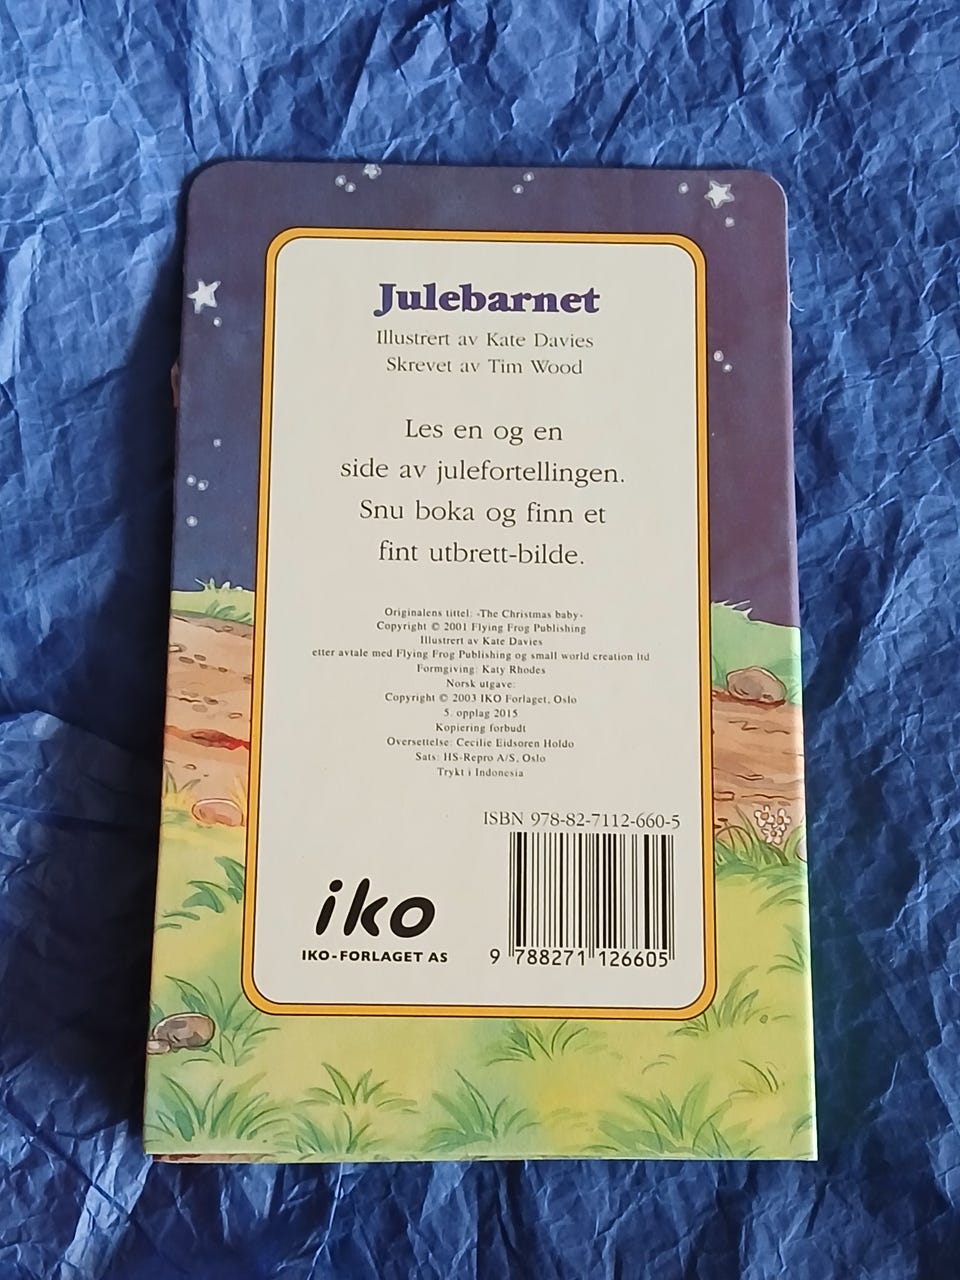 Julebarnet
Illustrert av Kate Davies
Skrevet av Tim Wood
Les en og en
side av julefortellingen.
Snu boka og finn et
fint utbrett-bilde.
Originalens tittel: «The Christmas baby»
Copyright © 2001 Flying Frog Publishing
Illustrert av Kate Davies
etter avtale med Flying Frog Publishing og small world creation ltd
Formgiving: Katy Rhodes
Norsk utgave:
Copyright © 2003 IKO Forlaget, Oslo
5. opplag 2015
Kopiering forbudt
Oversettelse: Cecilie Eidsoren Holdo
Sats: HS-Repro A/S, Oslo
Trykt i Indonesia
ISBN 978-82-7112-660-5
iko
IKO-FORLAGET AS
9 788271 126605